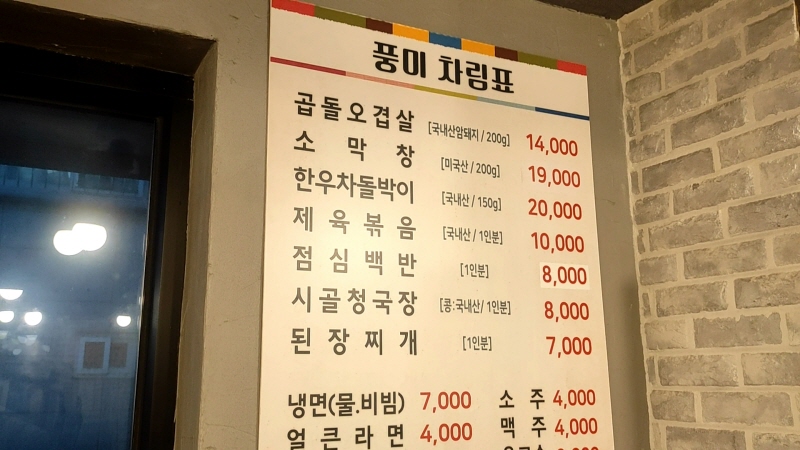 풍미 차림표
곱돌오겹살 [국내산암돼지 / 200g] 14,000
소 막 창 [미국산 / 200g] 19,000
한우차돌박이 [국내산 / 150g] 20,000
제 육 볶 음 [국내산 / 1인분] 10,000
점 심 백 반 [1인분] 8,000
시골청국장 [콩:국내산 / 1인분] 8,000
된 장 찌 개 [1인분] 7,000
냉면(물.비빔) 7,000 소 주 4,000
얼 큰 라 면 4,000 맥 주 4,000